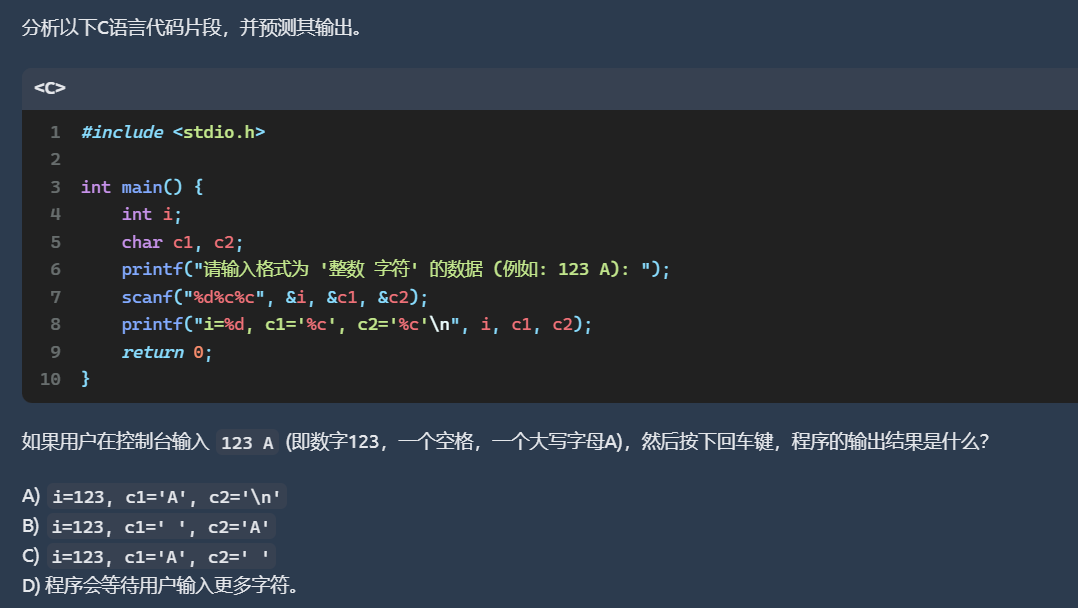 分析以下C语言代码片段，并预测其输出。
<C>
1 #include <stdio.h>
2
3 int main() {
4     int i;
5     char c1, c2;
6     printf("请输入格式为 '整数 字符' 的数据 (例如: 123 A): ");
7     scanf("%d%c%c", &i, &c1, &c2);
8     printf("i=%d, c1='%c', c2='%c'\n", i, c1, c2);
9     return 0;
10 }
如果用户在控制台输入 123 A (即数字123，一个空格，一个大写字母A)，然后按下回车键，程序的输出结果是什么？
A) i=123, c1='A', c2='\n'
B) i=123, c1=' ', c2='A'
C) i=123, c1='A', c2=' '
D) 程序会等待用户输入更多字符。